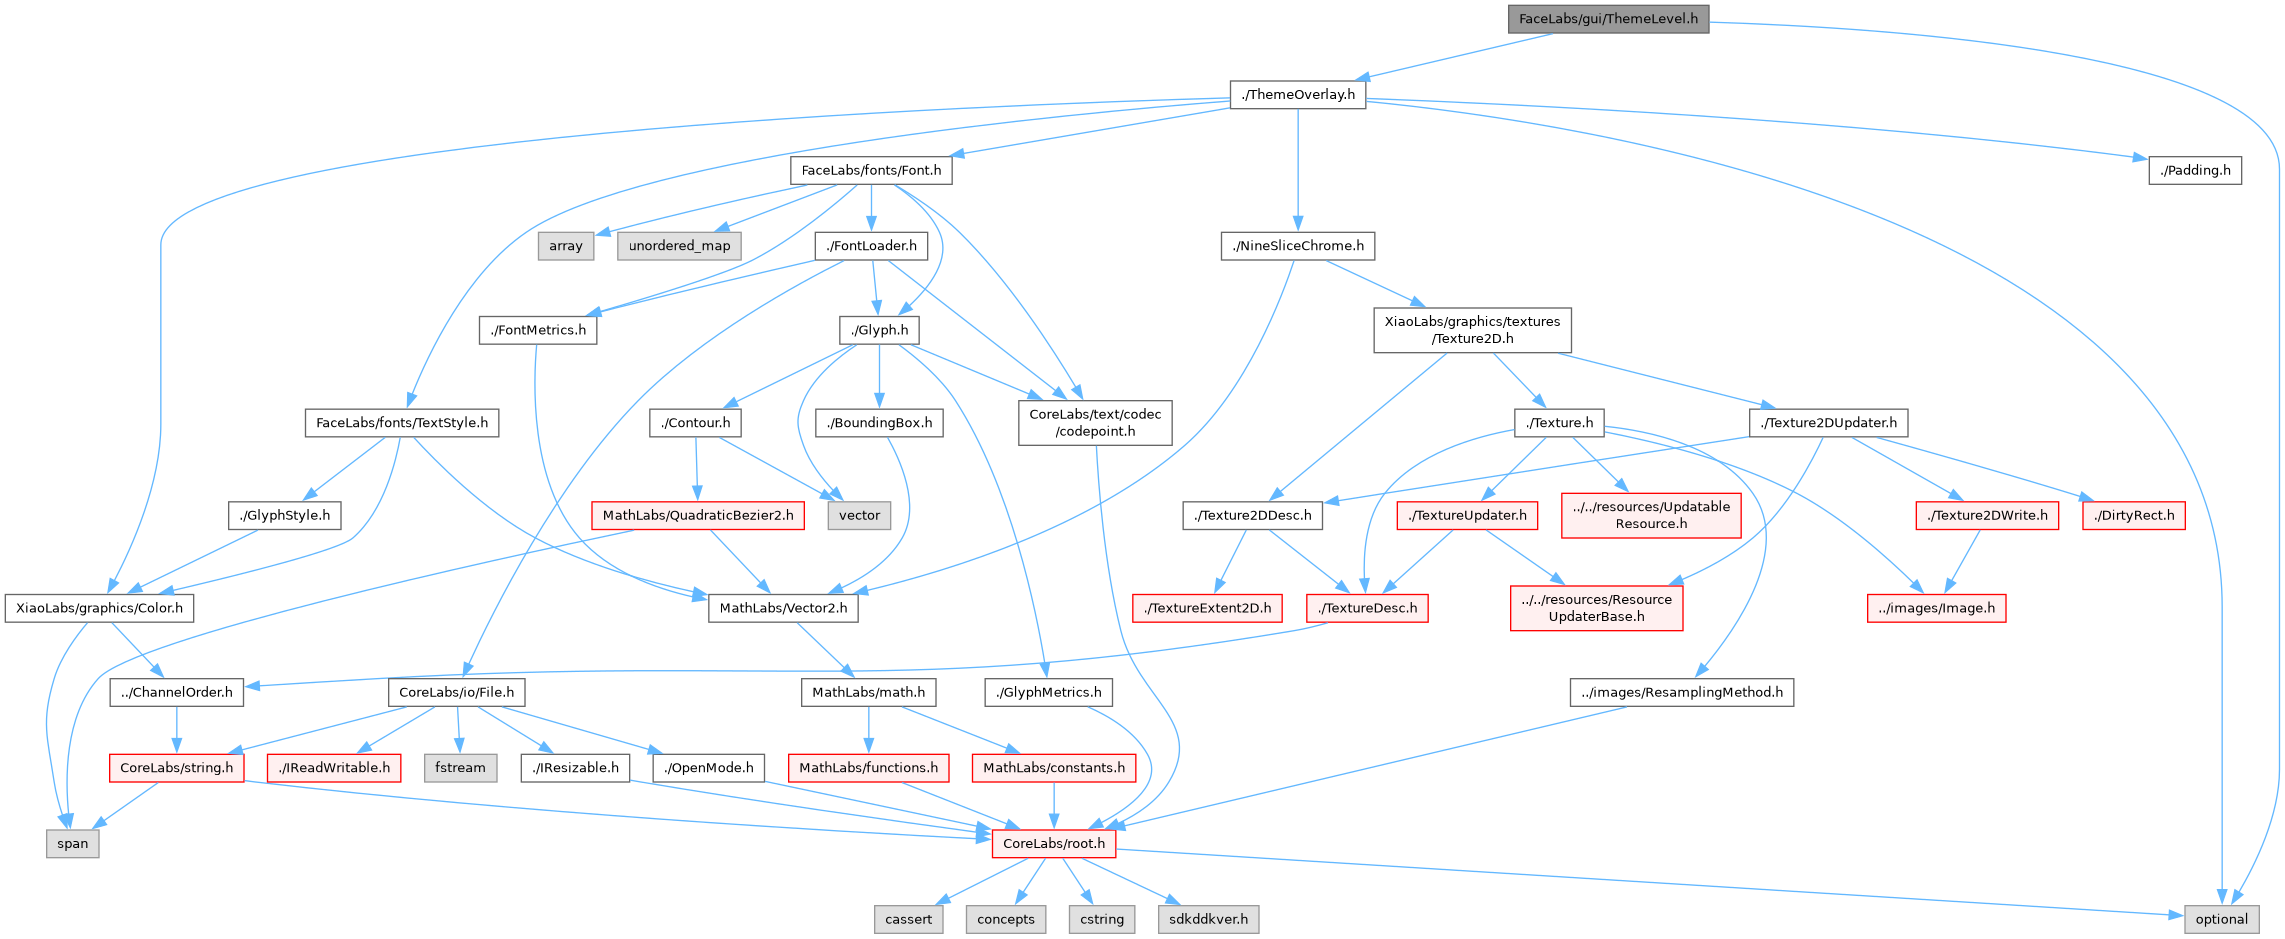 FaceLabs/gui/ThemeLevel.h
./ThemeOverlay.h
FaceLabs/fonts/Font.h
./Padding.h
array
unordered_map
./FontLoader.h
./NineSliceChrome.h
./FontMetrics.h
./Glyph.h
XiaoLabs/graphics/textures
/Texture2D.h
FaceLabs/fonts/TextStyle.h
./Contour.h
./BoundingBox.h
CoreLabs/text/codec
/codepoint.h
./Texture.h
./Texture2DUpdater.h
./GlyphStyle.h
MathLabs/QuadraticBezier2.h
vector
./Texture2DDesc.h
./TextureUpdater.h
../../resources/Updatable
Resource.h
./Texture2DWrite.h
./DirtyRect.h
XiaoLabs/graphics/Color.h
MathLabs/Vector2.h
./TextureExtent2D.h
./TextureDesc.h
../../resources/Resource
UpdaterBase.h
../images/Image.h
../ChannelOrder.h
CoreLabs/io/File.h
MathLabs/math.h
./GlyphMetrics.h
../images/ResamplingMethod.h
CoreLabs/string.h
./IReadWritable.h
fstream
./IResizable.h
./OpenMode.h
MathLabs/functions.h
MathLabs/constants.h
span
CoreLabs/root.h
cassert
concepts
cstring
sdkddkver.h
optional